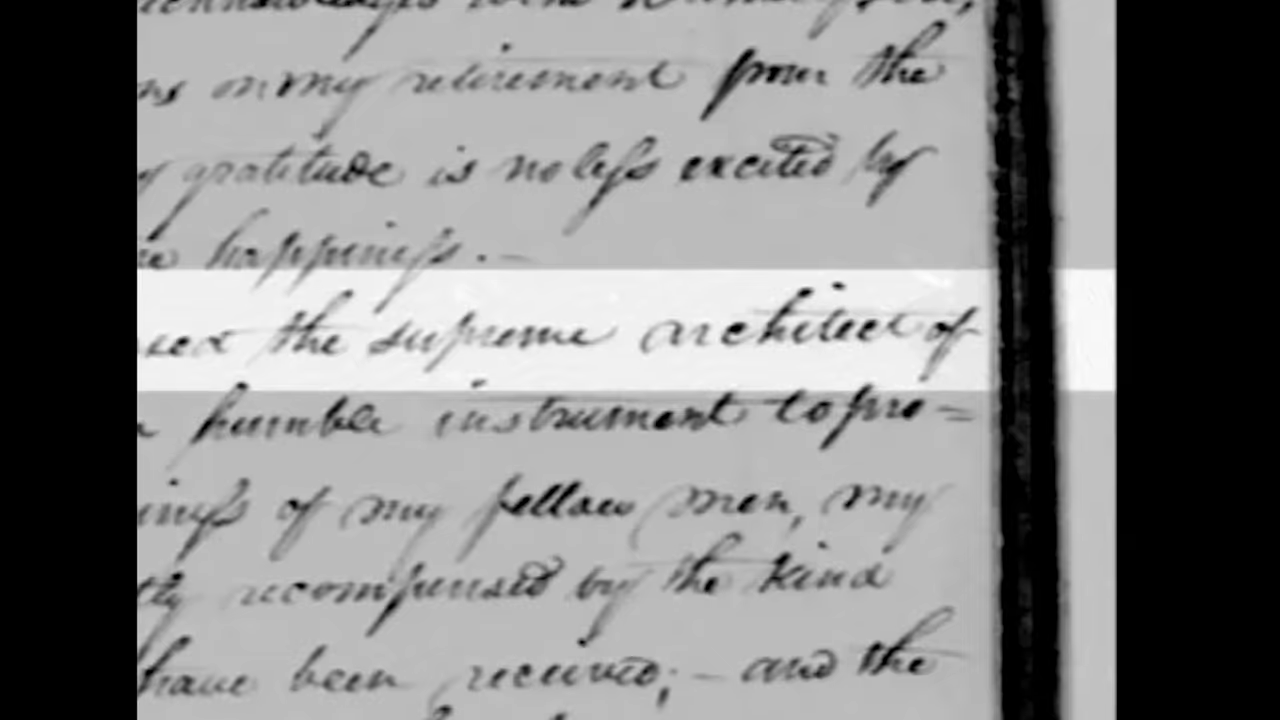 on my retirement from the
gratitude is no less excited by
happiness.—
the supreme architect of
humble instrument to pro=
of my fellow men, my
recompensed by the kind
have been received;— and the